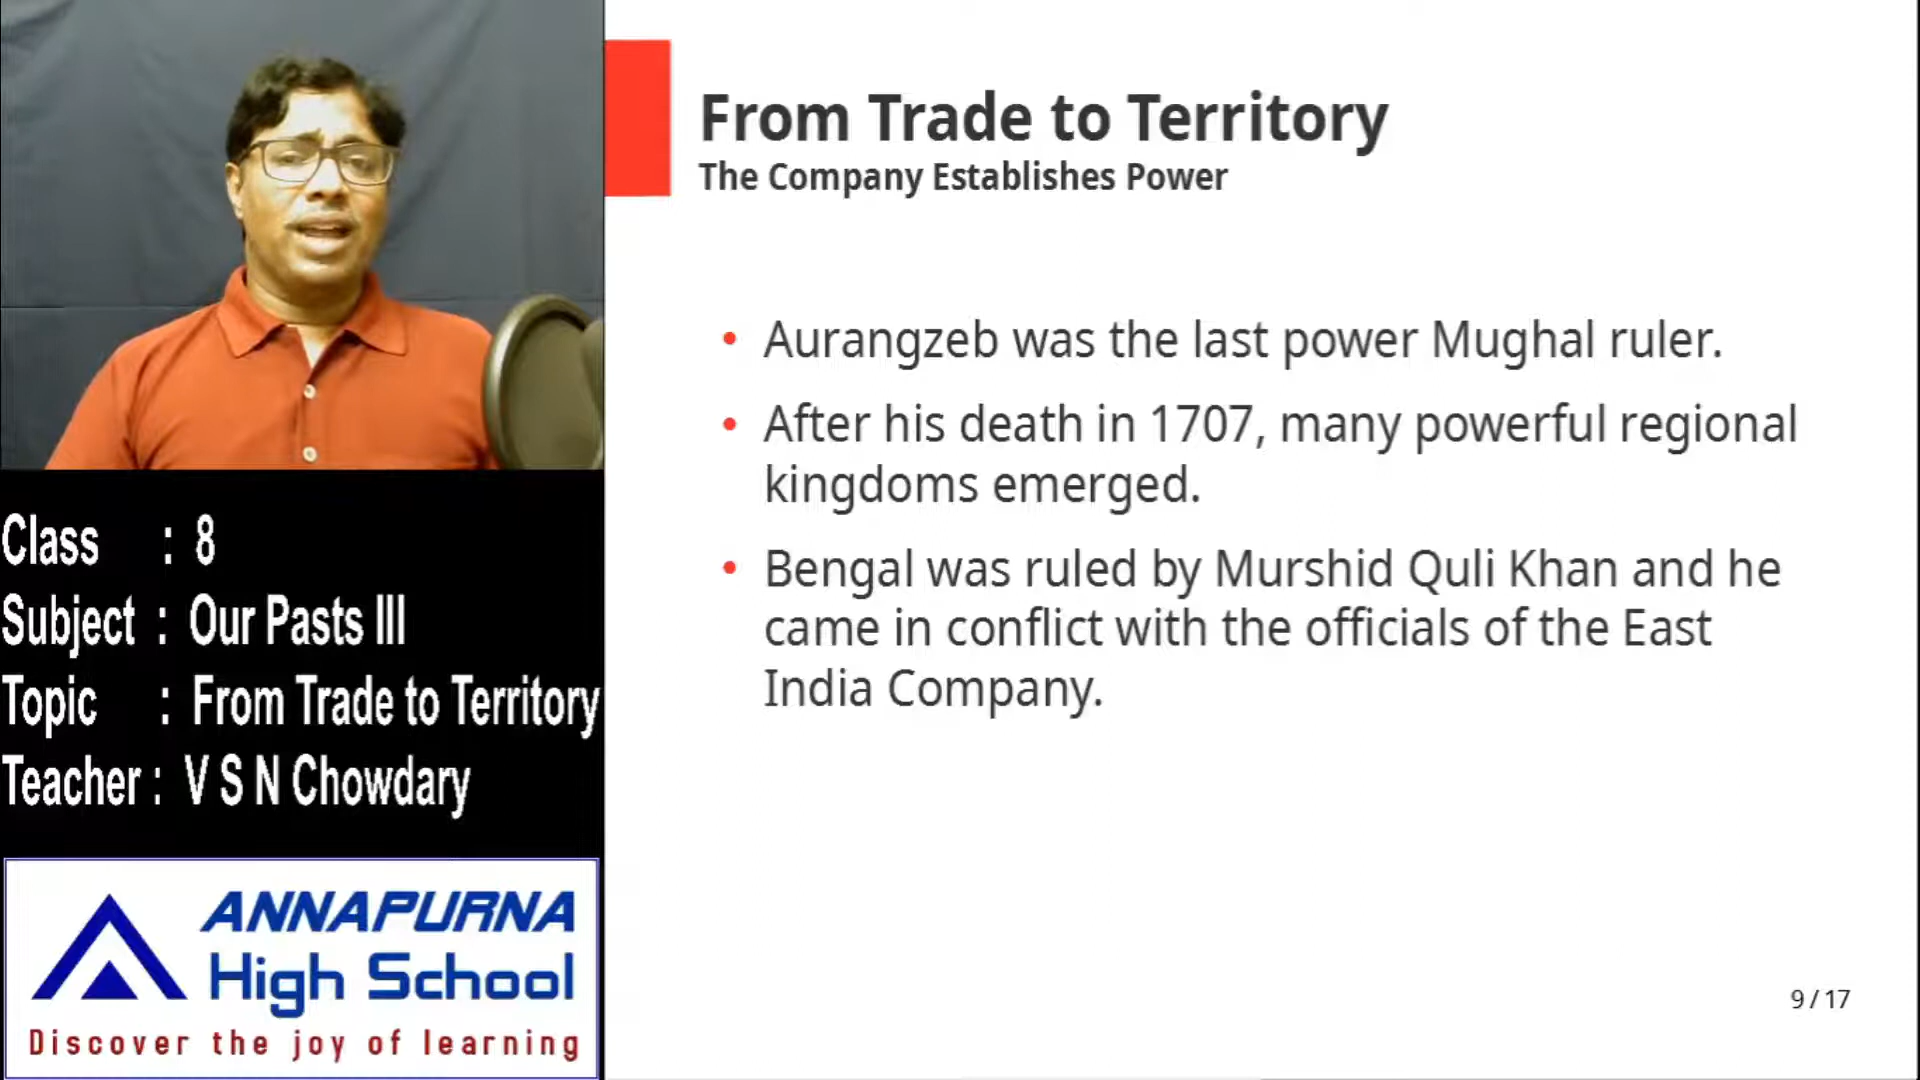 From Trade to Territory
The Company Establishes Power
• Aurangzeb was the last power Mughal ruler.
• After his death in 1707, many powerful regional
kingdoms emerged.
• Bengal was ruled by Murshid Quli Khan and he
came in conflict with the officials of the East
India Company.
9 / 17
Class : 8
Subject : Our Pasts III
Topic : From Trade to Territory
Teacher : V S N Chowdary
ANNAPURNA
High School
Discover the joy of learning